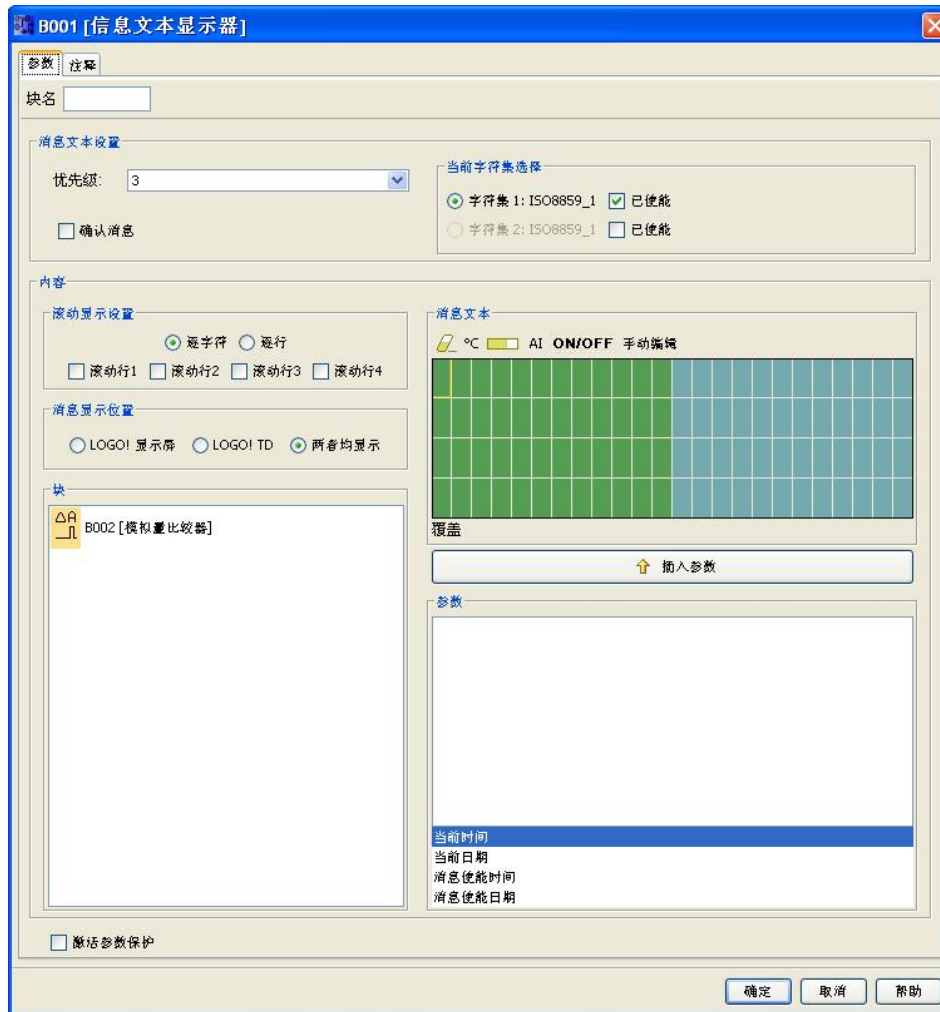 B001 [信息文本显示器]
参数 注释
块名
消息文本设置
优先级: 3
确认消息
当前字符集选择
字符集 1: ISO8859_1 已使能
字符集 2: ISO8859_1 已使能
内容
滚动显示设置
逐字符 逐行
滚动行1 滚动行2 滚动行3 滚动行4
消息显示位置
LOGO! 显示屏 LOGO! TD 两者均显示
块
B002 [模拟量比较器]
消息文本
°C AI ON/OFF 手动编辑
覆盖
插入参数
参数
当前时间
当前日期
消息使能时间
消息使能日期
激活参数保护
确定 取消 帮助